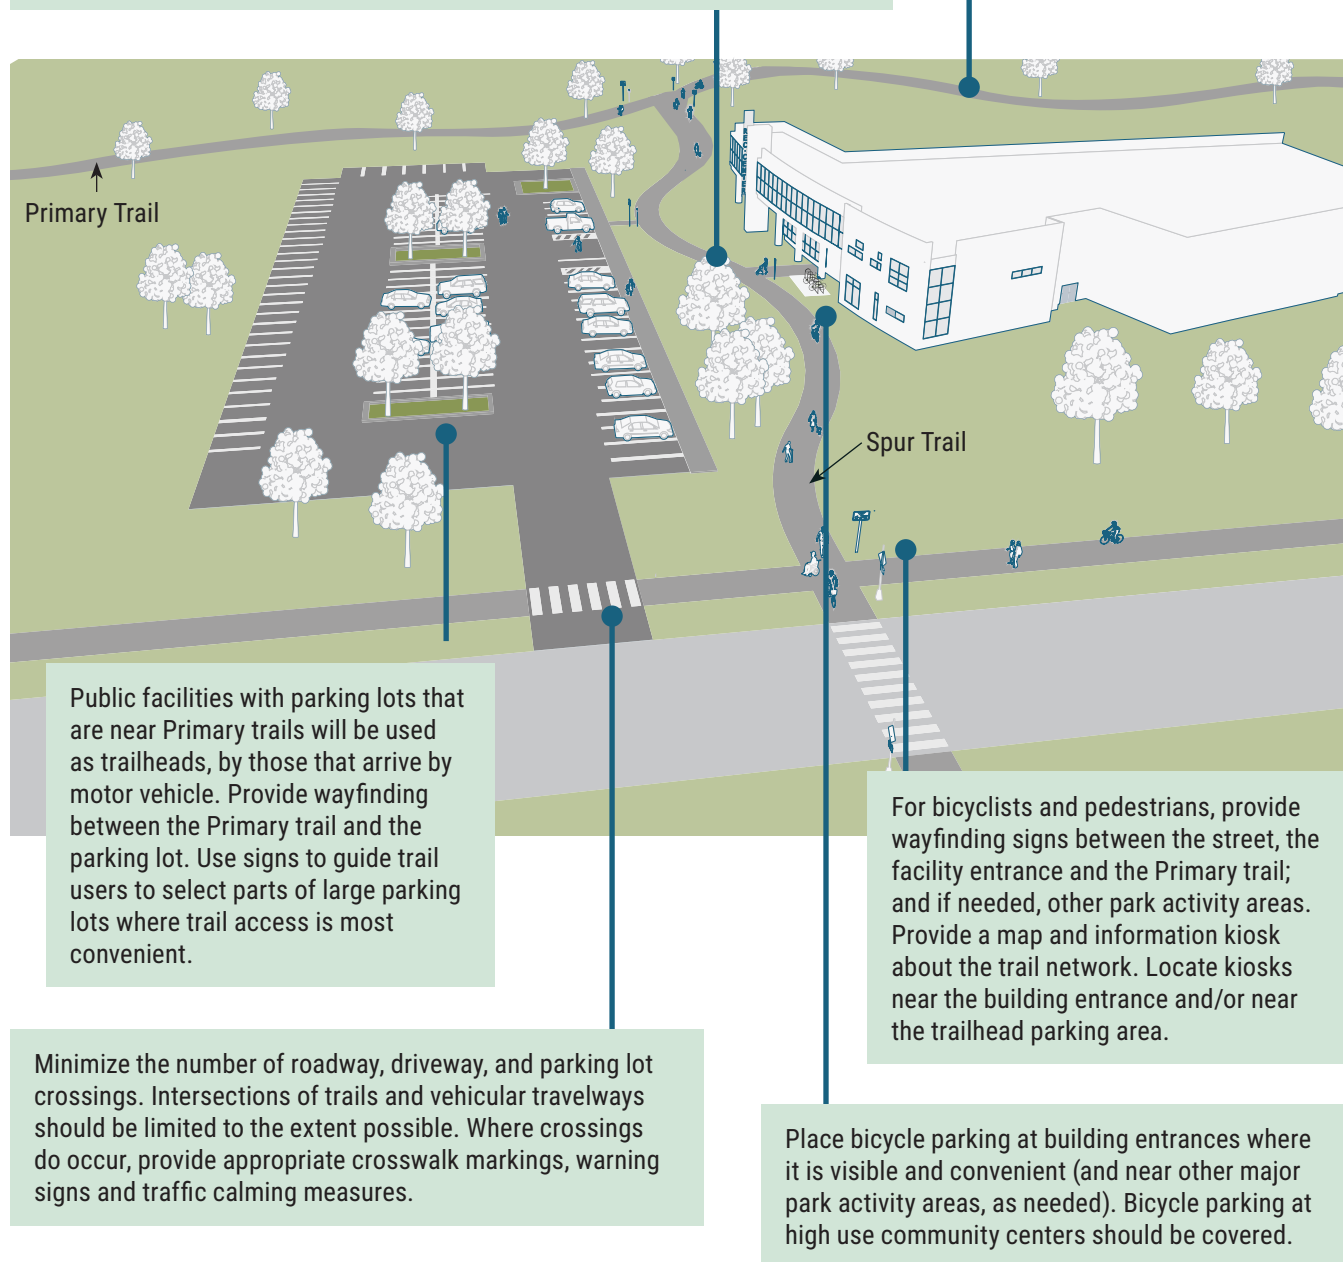 Primary Trail
Spur Trail
Public facilities with parking lots that
are near Primary trails will be used
as trailheads, by those that arrive by
motor vehicle. Provide wayfinding
between the Primary trail and the
parking lot. Use signs to guide trail
users to select parts of large parking
lots where trail access is most
convenient.
For bicyclists and pedestrians, provide
wayfinding signs between the street, the
facility entrance and the Primary trail;
and if needed, other park activity areas.
Provide a map and information kiosk
about the trail network. Locate kiosks
near the building entrance and/or near
the trailhead parking area.
Minimize the number of roadway, driveway, and parking lot
crossings. Intersections of trails and vehicular travelways
should be limited to the extent possible. Where crossings
do occur, provide appropriate crosswalk markings, warning
signs and traffic calming measures.
Place bicycle parking at building entrances where
it is visible and convenient (and near other major
park activity areas, as needed). Bicycle parking at
high use community centers should be covered.